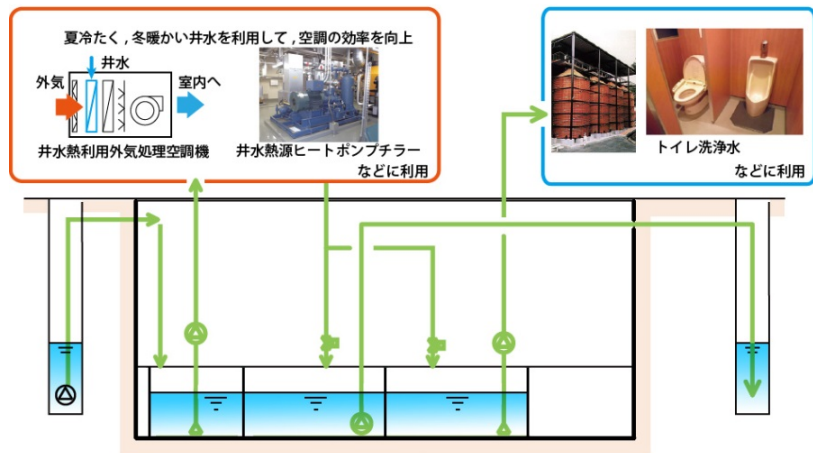 夏冷たく,冬暖かい井水を利用して,空調の効率を向上
井水
外気
室内へ
井水熱利用外気処理空調機
井水熱源ヒートポンプチラー
などに利用
トイレ洗浄水
などに利用